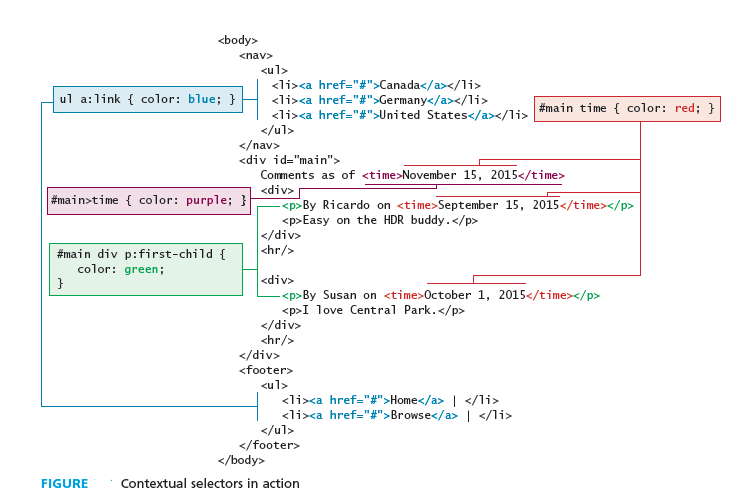 <body>
<nav>
<ul>
<li><a href="#">Canada</a></li>
ul a:link { color: blue; }
<li><a href="#">Germany</a></li>
#main time { color: red; }
<li><a href="#">United States</a></li>
</ul>
</nav>
<div id="main">
Comments as of <time>November 15, 2015</time>
<div>
#main>time { color: purple; }
<p>By Ricardo on <time>September 15, 2015</time></p>
<p>Easy on the HDR buddy.</p>
</div>
<hr/>
#main div p:first-child {
color: green;
}
<div>
<p>By Susan on <time>October 1, 2015</time></p>
<p>I love Central Park.</p>
</div>
<hr/>
</div>
<footer>
<ul>
<li><a href="#">Home</a> | </li>
<li><a href="#">Browse</a> | </li>
</ul>
</footer>
</body>
FIGURE Contextual selectors in action